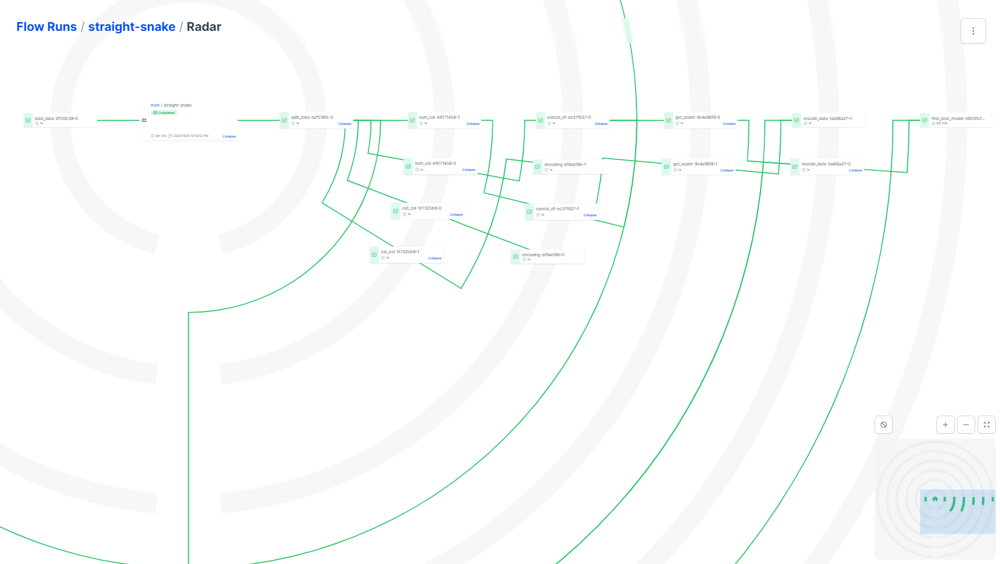 Flow Runs / straight-snake / Radar
main / straight-snake
Completed
6m 27s 2022/10/01 12:16:52 PM Collapse
load_data-2ff00c39-0
1s
split_data-b2f518fa-0
1s Collapse
num_col-49171458-1
1s Collapse
concat_df-ec37f627-0
1s Collapse
get_scaler-9c4a96f8-0
1s Collapse
rescale_data-faa66a27-1
1s
find_best_model-d603fb1...
6m 23s
num_col-49171458-0
1s Collapse
encoding-bf9aef86-1
1s
get_scaler-9c4a96f8-1
1s Collapse
rescale_data-faa66a27-0
1s Collapse
cat_col-5f7325b9-0
1s Collapse
concat_df-ec37f627-1
1s Collapse
cat_col-5f7325b9-1
1s Collapse
encoding-bf9aef86-0
1s